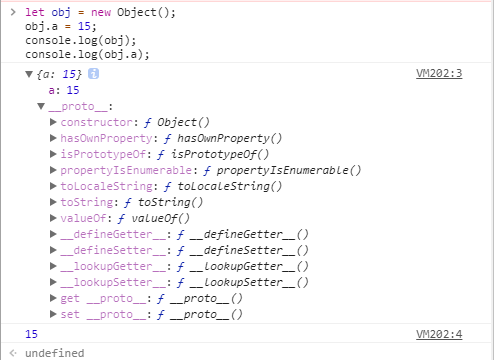 > let obj = new Object();
obj.a = 15;
console.log(obj);
console.log(obj.a);
▼{a: 15} i VM202:3
a: 15
▼__proto__:
▶constructor: ƒ Object()
▶hasOwnProperty: ƒ hasOwnProperty()
▶isPrototypeOf: ƒ isPrototypeOf()
▶propertyIsEnumerable: ƒ propertyIsEnumerable()
▶toLocaleString: ƒ toLocaleString()
▶toString: ƒ toString()
▶valueOf: ƒ valueOf()
▶__defineGetter__: ƒ __defineGetter__()
▶__defineSetter__: ƒ __defineSetter__()
▶__lookupGetter__: ƒ __lookupGetter__()
▶__lookupSetter__: ƒ __lookupSetter__()
▶get __proto__: ƒ __proto__()
▶set __proto__: ƒ __proto__()
15 VM202:4
undefined